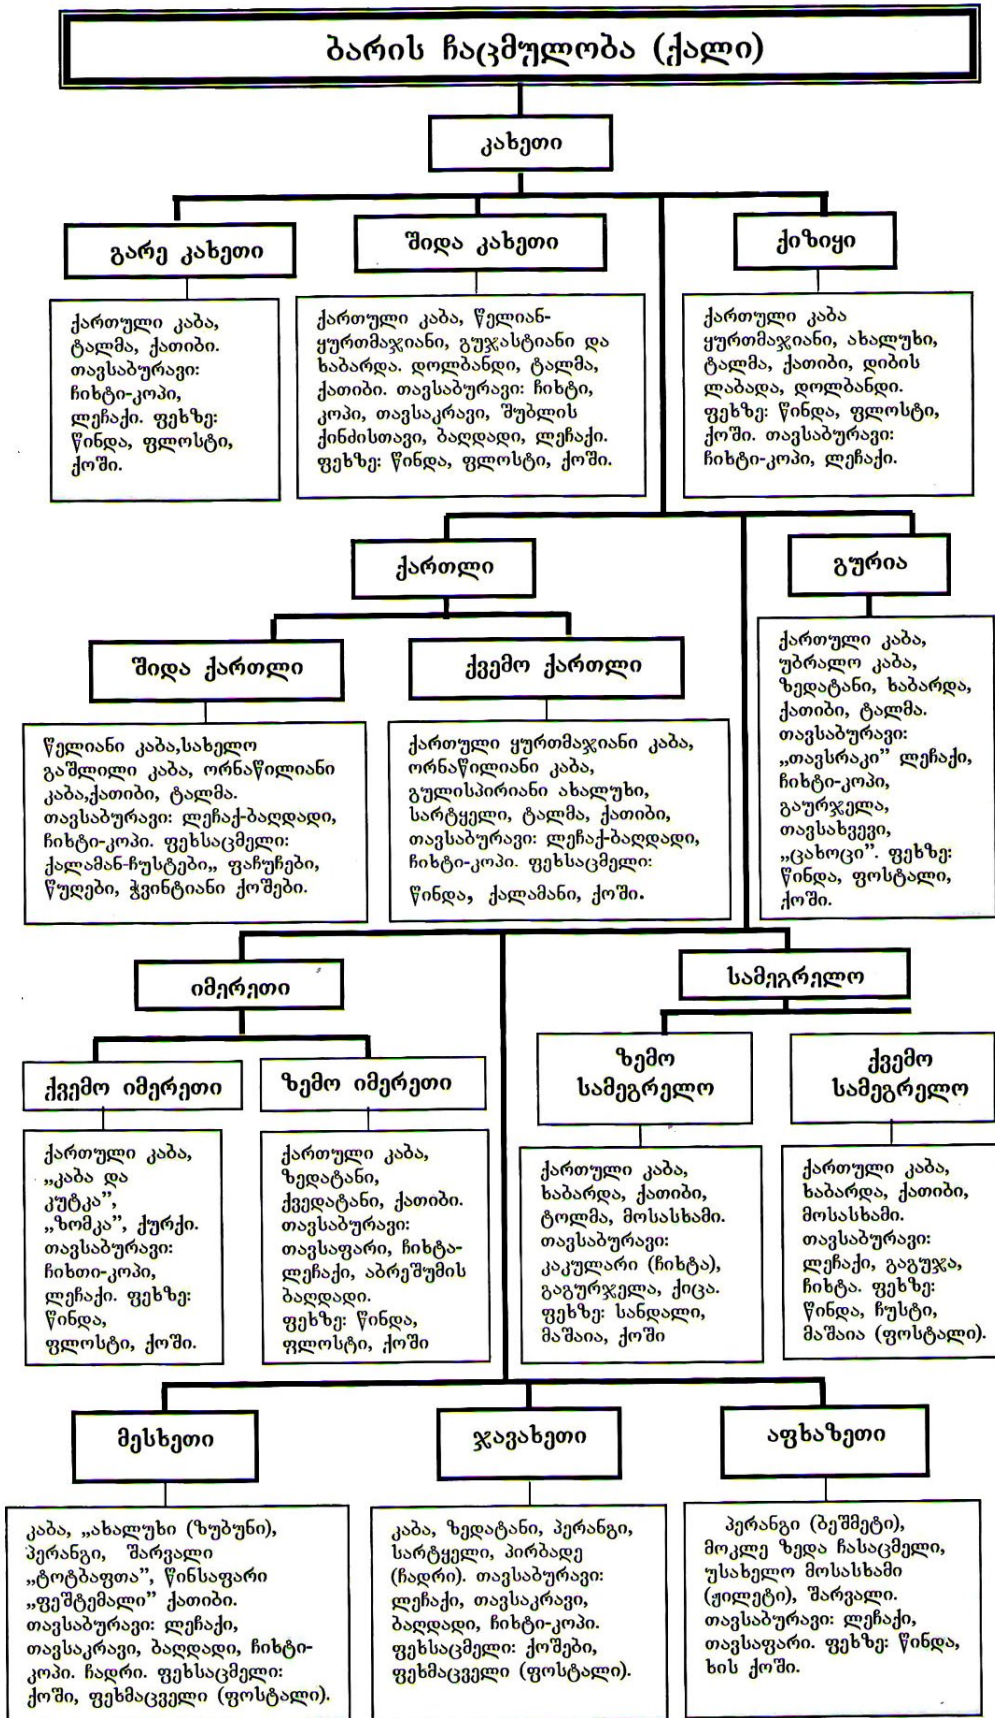 ბარის ჩაცმულობა (ქალი)
კახეთი
გარე კახეთი
ქართული კაბა,
ტალმა, ქათიბი.
თავსაბურავი:
ჩიხტი-კოპი,
ლეჩაქი. ფეხზე:
წინდა, ფლოსტი,
ქოში.
შიდა კახეთი
ქართული კაბა, წელიან-
ყურთმაჯიანი, გუჯასტიანი და
ხაბარდა. დოლბანდი, ტალმა,
ქათიბი. თავსაბურავი: ჩიხტი,
კოპი, თავსაკრავი, შუბლის
ქინძისთავი, ბაღდადი, ლეჩაქი.
ფეხზე: წინდა, ფლოსტი, ქოში.
ქიზიყი
ქართული კაბა
ყურთმაჯიანი, ახალუხი,
ტალმა, ქათიბი, დიბის
ლაბადა, დოლბანდი.
ფეხზე: წინდა, ფლოსტი,
ქოში. თავსაბურავი:
ჩიხტი-კოპი, ლეჩაქი.
ქართლი
შიდა ქართლი
წელიანი კაბა,სახელო
გაშლილი კაბა, ორნაწილიანი
კაბა,ქათიბი, ტალმა.
თავსაბურავი: ლეჩაქ-ბაღდადი,
ჩიხტი-კოპი. ფეხსაცმელი:
ქალამან-ჩუსტები,, ფაჩუჩები,
წუღები, ჭვინტიანი ქოშები.
ქვემო ქართლი
ქართული ყურთმაჯიანი კაბა,
ორნაწილიანი კაბა,
გულისპირიანი ახალუხი,
სარტყელი, ტალმა, ქათიბი,
თავსაბურავი: ლეჩაქ-ბაღდადი,
ჩიხტი-კოპი. ფეხსაცმელი:
წინდა, ქალამანი, ქოში.
გურია
ქართული კაბა,
უბრალო კაბა,
ზედატანი, ხაბარდა,
ქათიბი, ტალმა.
თავსაბურავი:
„თავსრაკი” ლეჩაქი,
ჩიხტი-კოპი,
გაურჯელა,
თავსახვევი,
„ცახოცი”. ფეხზე:
წინდა, ფოსტალი,
ქოში.
იმერეთი
ქვემო იმერეთი
ქართული კაბა,
„კაბა და
კუტკა”,
„ზომკა”, ქურქი.
თავსაბურავი:
ჩიხთი-კოპი,
ლეჩაქი. ფეხზე:
წინდა,
ფლოსტი, ქოში.
ზემო იმერეთი
ქართული კაბა,
ზედატანი,
ქვედატანი, ქათიბი.
თავსაბურავი:
თავსაფარი, ჩიხტა-
ლეჩაქი, აბრეშუმის
ბაღდადი.
ფეხზე: წინდა,
ფლოსტი, ქოში
სამეგრელო
ზემო
სამეგრელო
ქართული კაბა,
ხაბარდა, ქათიბი,
ტოლმა, მოსასხამი.
თავსაბურავი:
კაკულარი (ჩიხტა),
გაგურჯელა, ქიცა.
ფეხზე: სანდალი,
მაშაია, ქოში
ქვემო
სამეგრელო
ქართული კაბა,
ხაბარდა, ქათიბი,
მოსასხამი.
თავსაბურავი:
ლეჩაქი, გაგუჯა,
ჩიხტა. ფეხზე:
წინდა, ჩუსტი,
მაშაია (ფოსტალი).
მესხეთი
კაბა, „ახალუხი (ზუბუნი),
პერანგი, შარვალი
„ტოტბაფთა”, წინსაფარი
„ფეშტემალი” ქათიბი.
თავსაბურავი: ლეჩაქი,
თავსაკრავი, ბაღდადი, ჩიხტი-
კოპი. ჩადრი. ფეხსაცმელი:
ქოში, ფეხმაცველი (ფოსტალი).
ჯავახეთი
კაბა, ზედატანი, პერანგი,
სარტყელი, პირბადე
(ჩადრი). თავსაბურავი:
ლეჩაქი, თავსაკრავი,
ბაღდადი, ჩიხტი-კოპი.
ფეხსაცმელი: ქოშები,
ფეხმაცველი (ფოსტალი).
აფხაზეთი
პერანგი (ბეშმეტი),
მოკლე ზედა ჩასაცმელი,
უსახელო მოსასხამი
(ჟილეტი), შარვალი.
თავსაბურავი: ლეჩაქი,
თავსაფარი. ფეხზე: წინდა,
ხის ქოში.